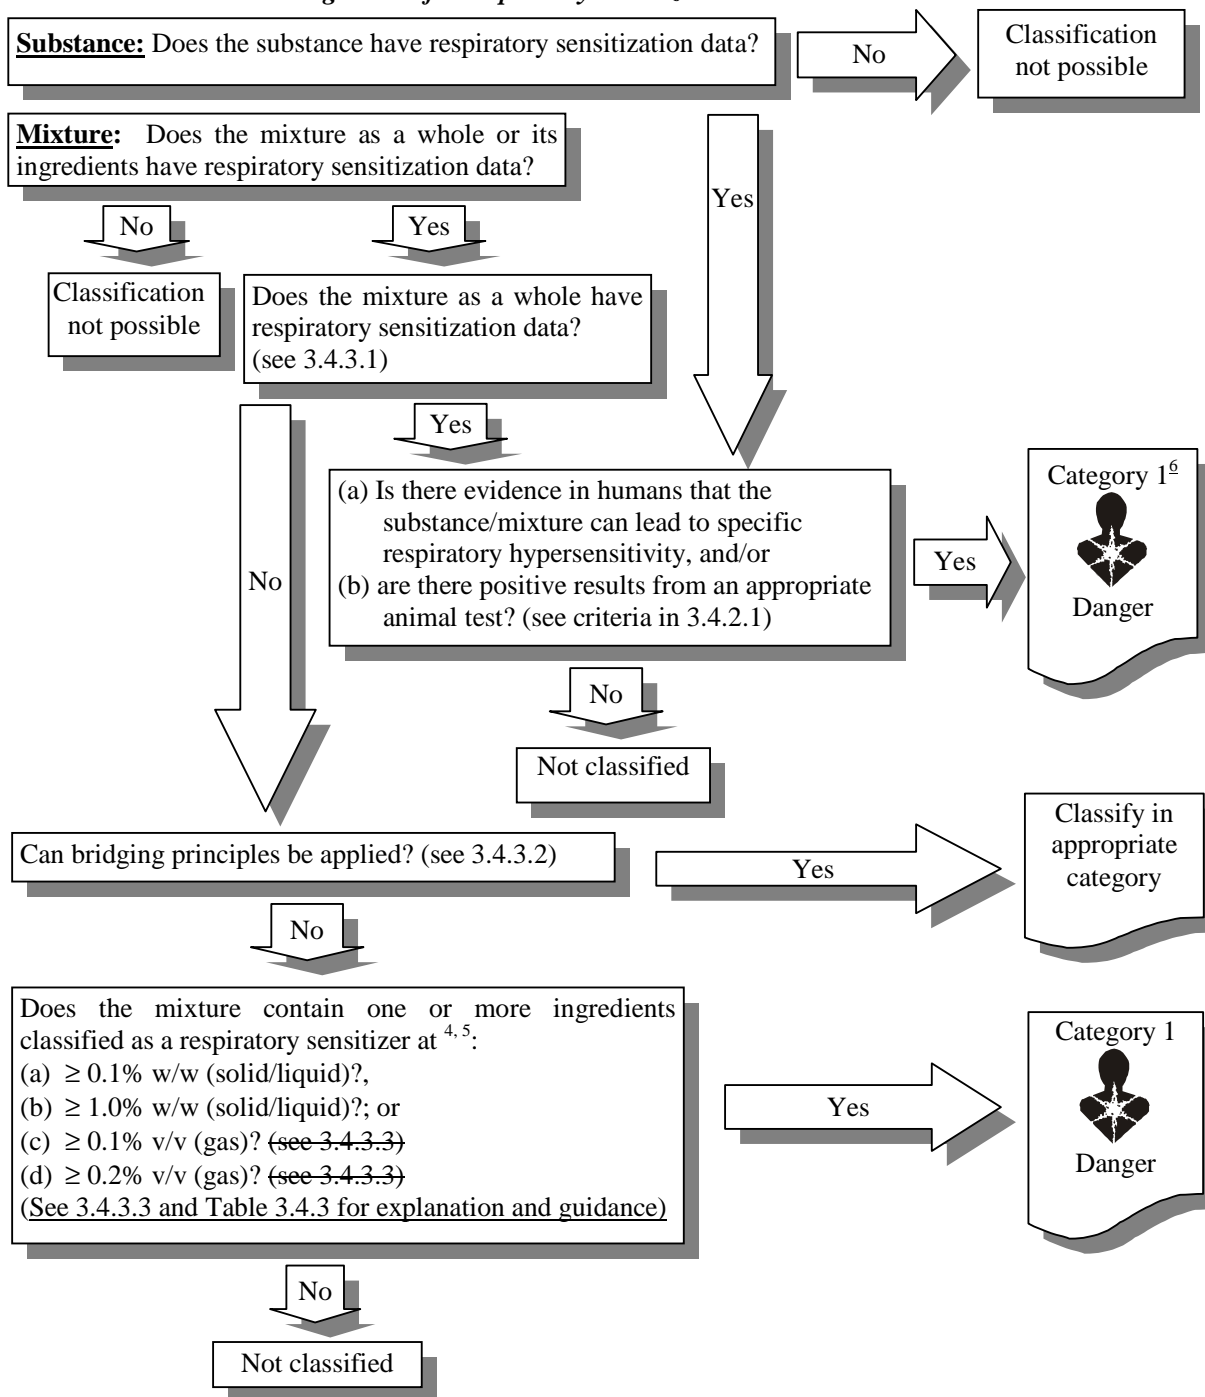 Substance: Does the substance have respiratory sensitization data?
No
Classification
not possible
Mixture: Does the mixture as a whole or its
ingredients have respiratory sensitization data?
Yes
No
Yes
Classification
not possible
Does the mixture as a whole have
respiratory sensitization data?
(see 3.4.3.1)
Yes
No
(a) Is there evidence in humans that the
substance/mixture can lead to specific
respiratory hypersensitivity, and/or
(b) are there positive results from an appropriate
animal test? (see criteria in 3.4.2.1)
Yes
Category 1⁶
Danger
No
Not classified
Can bridging principles be applied? (see 3.4.3.2)
Yes
Classify in
appropriate
category
No
Does the mixture contain one or more ingredients
classified as a respiratory sensitizer at ⁴, ⁵:
(a) ≥ 0.1% w/w (solid/liquid)?,
(b) ≥ 1.0% w/w (solid/liquid)?; or
(c) ≥ 0.1% v/v (gas)? (see 3.4.3.3)
(d) ≥ 0.2% v/v (gas)? (see 3.4.3.3)
(See 3.4.3.3 and Table 3.4.3 for explanation and guidance)
Yes
Category 1
Danger
No
Not classified